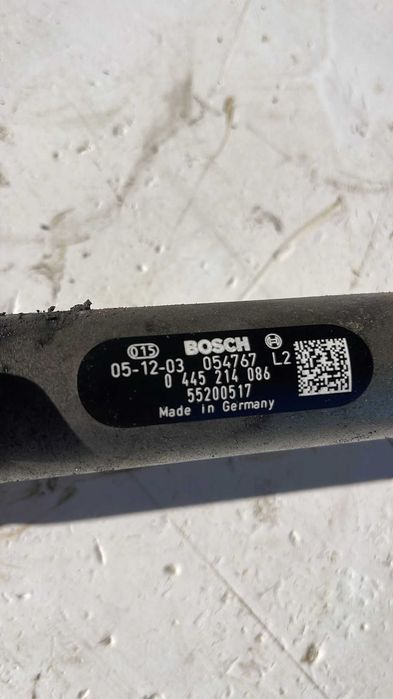 015 BOSCH
05-12-03 054767 L2
0 445 214 086
55200517
Made in Germany